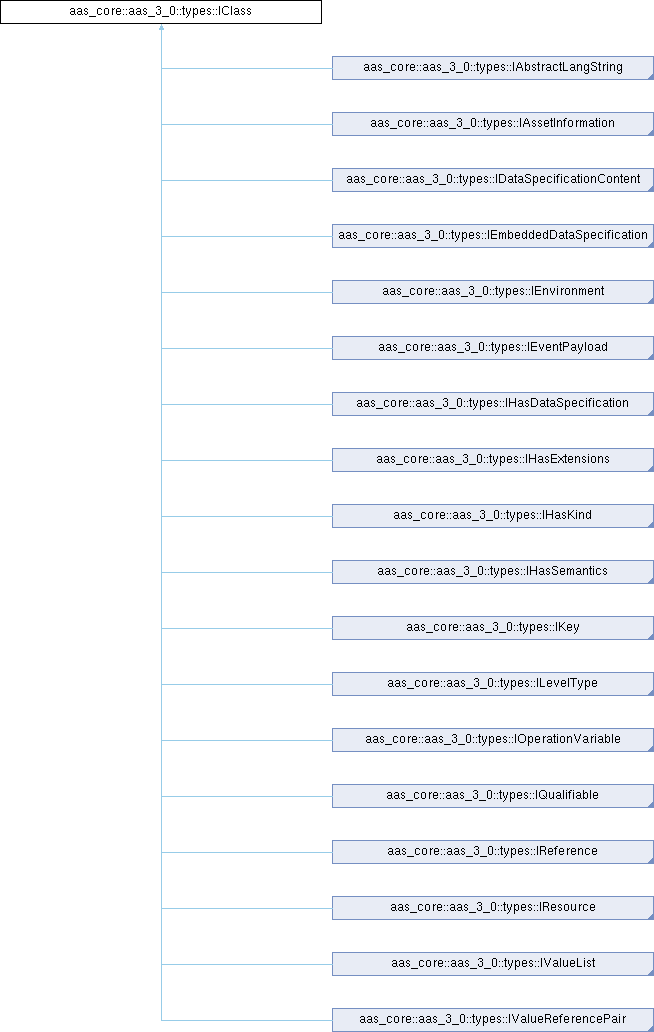 aas_core::aas_3_0::types::IClass
aas_core::aas_3_0::types::IAbstractLangString
aas_core::aas_3_0::types::IAssetInformation
aas_core::aas_3_0::types::IDataSpecificationContent
aas_core::aas_3_0::types::IEmbeddedDataSpecification
aas_core::aas_3_0::types::IEnvironment
aas_core::aas_3_0::types::IEventPayload
aas_core::aas_3_0::types::IHasDataSpecification
aas_core::aas_3_0::types::IHasExtensions
aas_core::aas_3_0::types::IHasKind
aas_core::aas_3_0::types::IHasSemantics
aas_core::aas_3_0::types::IKey
aas_core::aas_3_0::types::ILevelType
aas_core::aas_3_0::types::IOperationVariable
aas_core::aas_3_0::types::IQualifiable
aas_core::aas_3_0::types::IReference
aas_core::aas_3_0::types::IResource
aas_core::aas_3_0::types::IValueList
aas_core::aas_3_0::types::IValueReferencePair